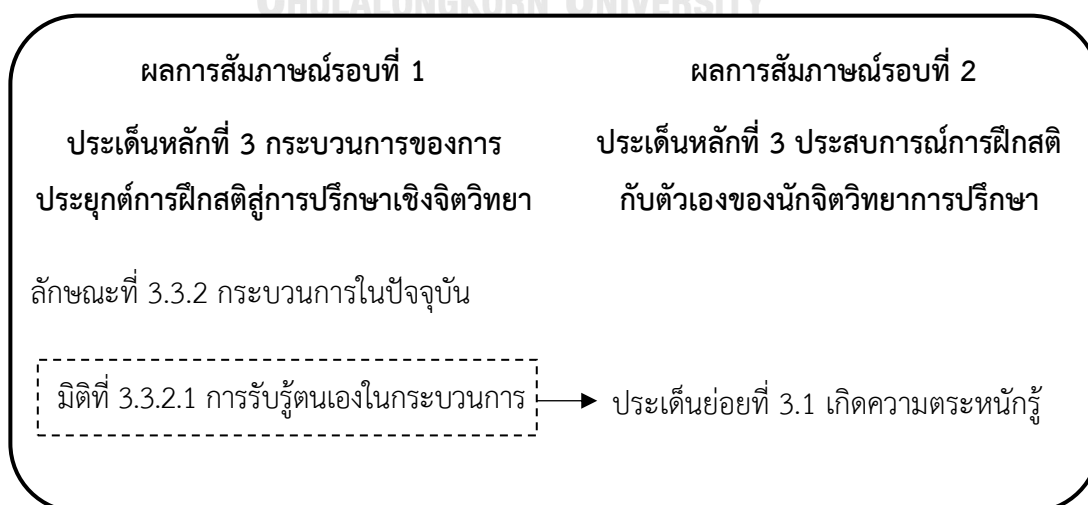 CHULALONGKORN UNIVERSITY
ผลการสัมภาษณ์รอบที่ 1
ประเด็นหลักที่ 3 กระบวนการของการ
ประยุกต์การฝึกสติสู่การปรึกษาเชิงจิตวิทยา
ผลการสัมภาษณ์รอบที่ 2
ประเด็นหลักที่ 3 ประสบการณ์การฝึกสติ
กับตัวเองของนักจิตวิทยาการปรึกษา
ลักษณะที่ 3.3.2 กระบวนการในปัจจุบัน
มิติที่ 3.3.2.1 การรับรู้ตนเองในกระบวนการ
ประเด็นย่อยที่ 3.1 เกิดความตระหนักรู้